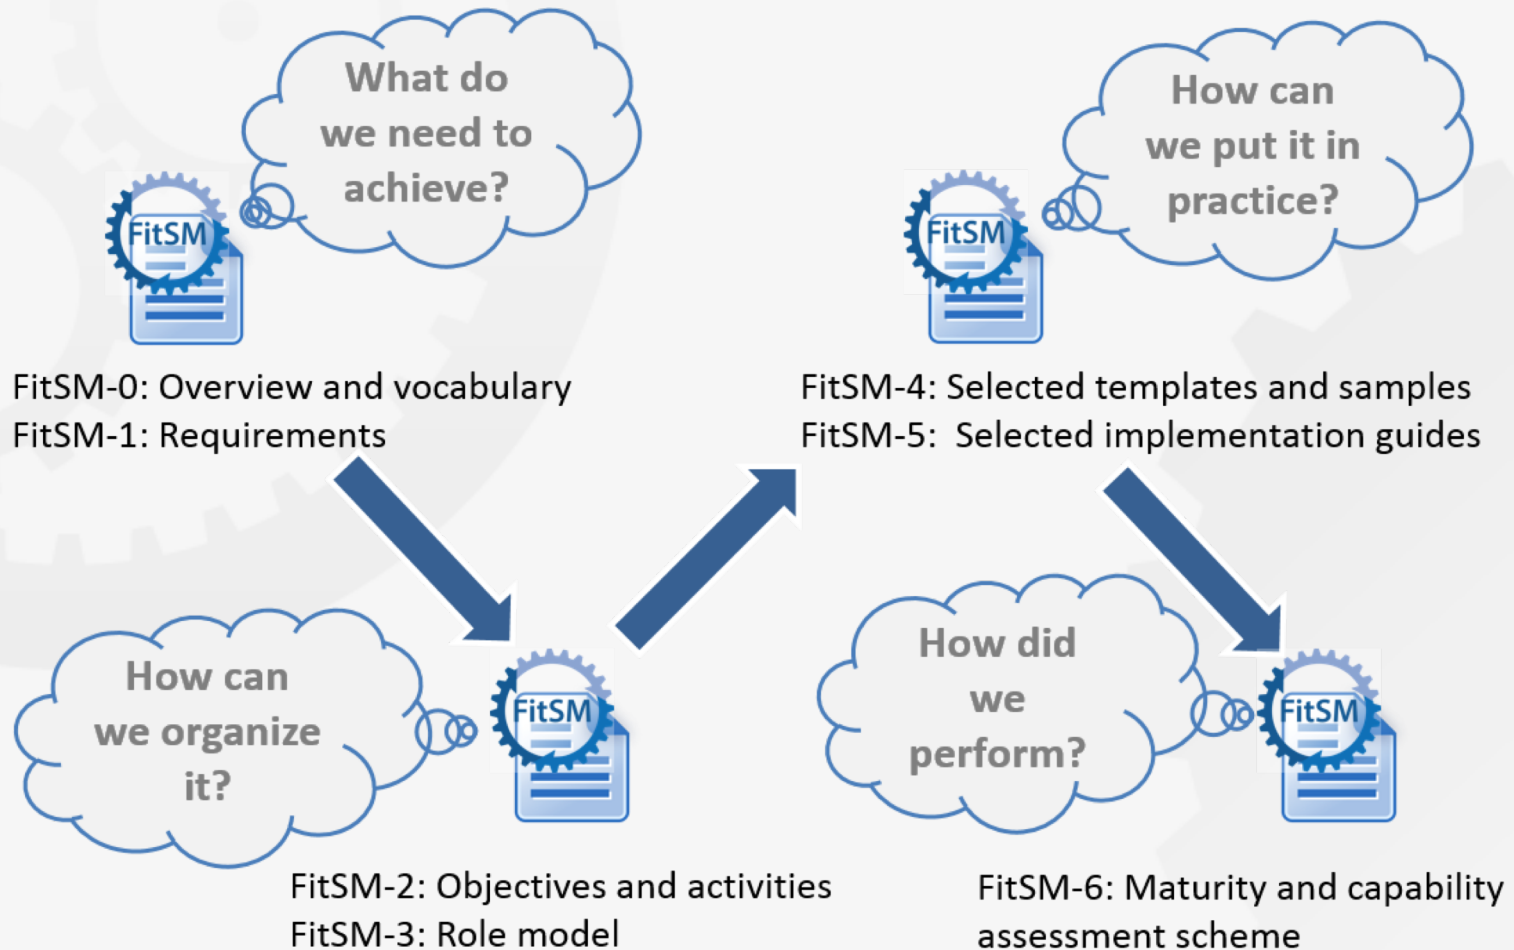 What do
we need to
achieve?
FitSM
FitSM-0: Overview and vocabulary
FitSM-1: Requirements
How can
we organize
it?
FitSM
FitSM-2: Objectives and activities
FitSM-3: Role model
How can
we put it in
practice?
FitSM
FitSM-4: Selected templates and samples
FitSM-5:  Selected implementation guides
How did
we
perform?
FitSM
FitSM-6: Maturity and capability
assessment scheme